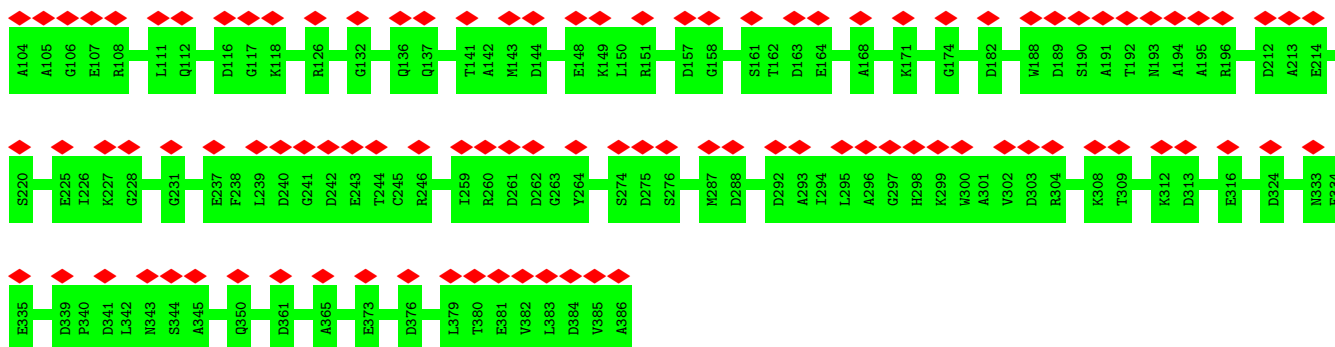 A104 A105 G106 E107 R108 L111 Q112 D116 G117 K118 R126 G132 Q136 Q137 T141 A142 M143 D144 E148 K149 L150 R151 D157 G158 S161 T162 D163 E164 A168 K171 G174 D182 W188 D189 S190 A191 T192 N193 A194 A195 R196 D212 A213 E214
S220 E225 I226 K227 G228 G231 E237 F238 L239 D240 G241 D242 E243 T244 C245 R246 I259 R260 D261 D262 G263 Y264 S274 D275 S276 M287 D288 D292 A293 I294 L295 A296 G297 H298 K299 W300 A301 V302 D303 R304 K308 T309 K312 D313 E316 D324 N333
E335 D339 P340 D341 L342 N343 S344 A345 Q350 D361 A365 E373 D376 L379 T380 E381 V382 L383 D384 V385 A386